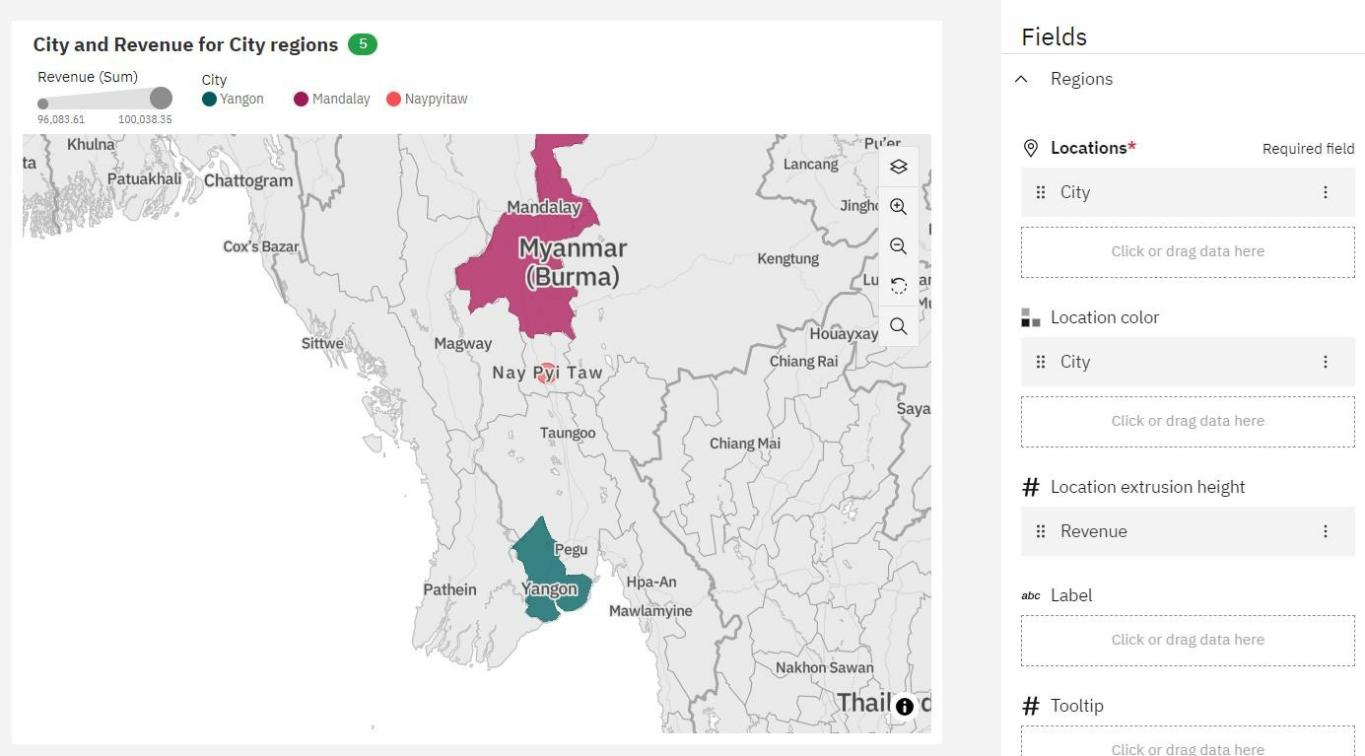 City and Revenue for City regions 5
Revenue (Sum)
96,083.61 100,038.35
City
Yangon Mandalay Naypyitaw
Khulna
ta
Patuakhali
Chattogram
Cox's Bazar
Sittwe
Mandalay
Myanmar
(Burma)
Magway
Nay Pyi Taw
Taungoo
Pegu
Yangon
Pathein
Hpa-An
Mawlamyine
Pu'er
Lancang
Kengtung
Houayxay
Chiang Rai
Saya
Chiang Mai
Nakhon Sawan
Fields
Regions
Locations* Required field
City
Click or drag data here
Location color
City
Click or drag data here
# Location extrusion height
Revenue
abc Label
Click or drag data here
# Tooltip
Click or drag data here